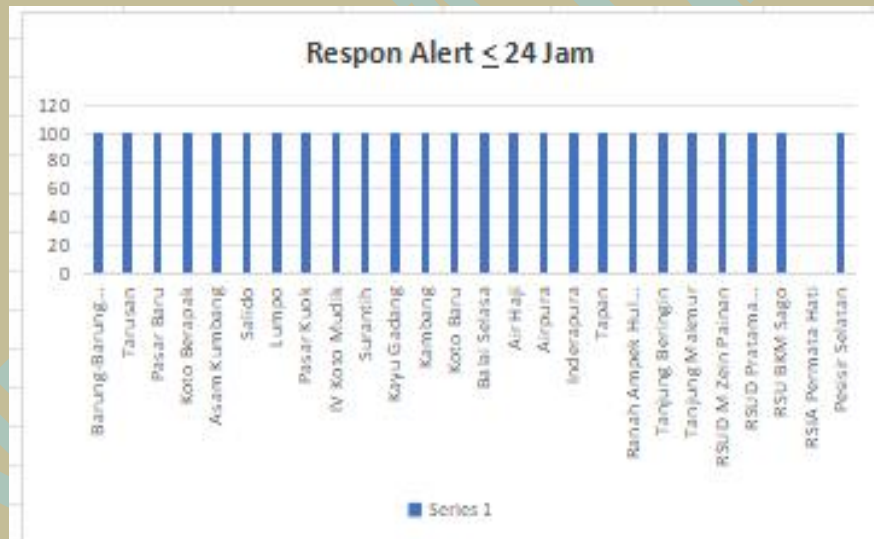 Respon Alert ≤ 24 Jam
120
100
80
60
40
20
0
Barung-Barung...
Tarusan
Pasar Baru
Koto Berapak
Asam Kumbang
Salido
Lumpo
Pasar Kuok
IV Koto Mudik
Surantih
Kayu Gadang
Kambang
Koto Baru
Balai Selasa
Air Haji
Airpura
Inderapura
Tapan
Ranah Ampek Hul...
Tanjung Beringin
Tanjung Makmur
RSUD M Zein Painan
RSUD Pratama...
RSU BKM Sago
RSIA Permata Hati
Pesisir Selatan
Series 1